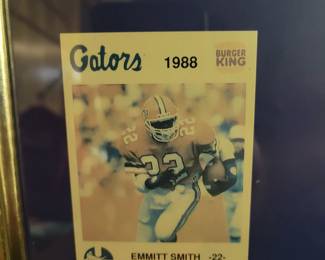 Gators 1988 BURGER KING
22 22
EMMITT SMITH -22-